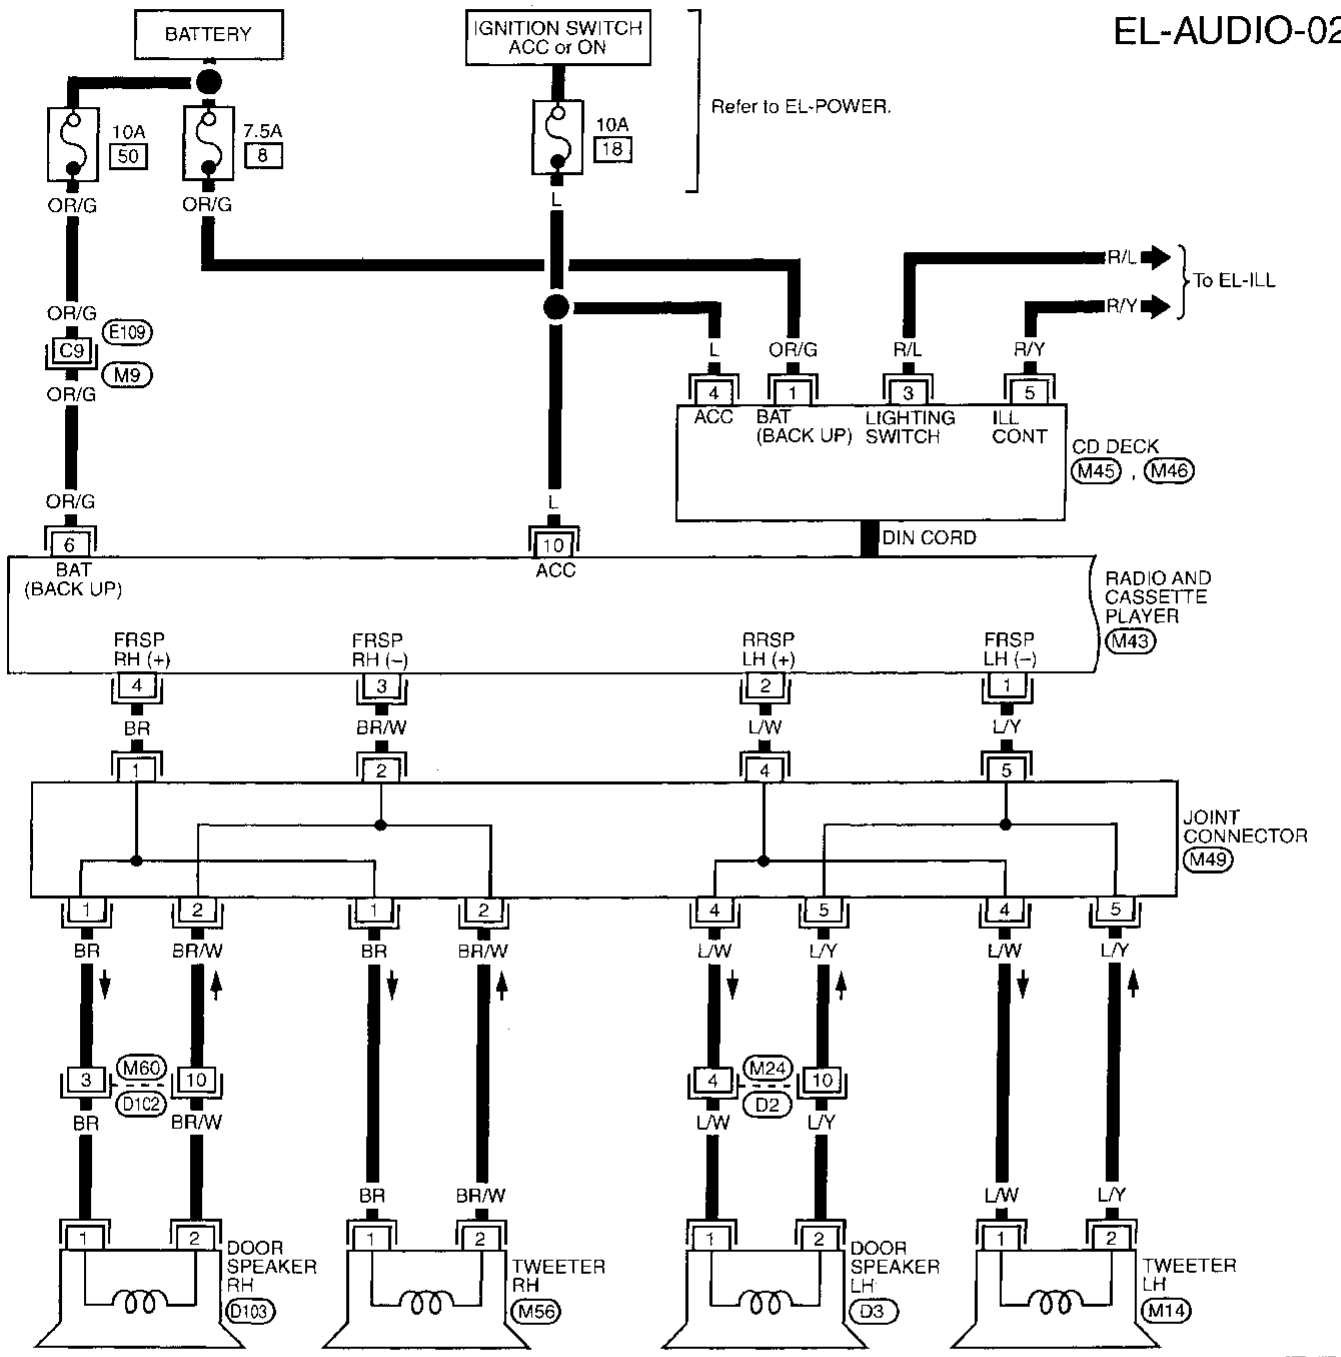 EL-AUDIO-02
BATTERY
IGNITION SWITCH
ACC or ON
Refer to EL-POWER.
10A
50
7.5A
8
10A
18
OR/G
OR/G
L
R/L
To EL-ILL
R/Y
OR/G
E109
C9
M9
OR/G
L
OR/G
R/L
R/Y
4
1
3
5
ACC
BAT
(BACK UP)
LIGHTING
SWITCH
ILL
CONT
CD DECK
M45 , M46
OR/G
L
6
10
DIN CORD
BAT
(BACK UP)
ACC
RADIO AND
CASSETTE
PLAYER
M43
FRSP
RH (+)
FRSP
RH (–)
RRSP
LH (+)
FRSP
LH (–)
4
3
2
1
BR
BR/W
L/W
L/Y
1
2
4
5
JOINT
CONNECTOR
M49
1
2
1
2
4
5
4
5
BR
BR/W
BR
BR/W
L/W
L/Y
L/W
L/Y
3
M60
10
D102
4
M24
10
D2
BR
BR/W
L/W
L/Y
BR
BR/W
L/W
L/Y
1
2
1
2
1
2
1
2
DOOR
SPEAKER
RH
D103
TWEETER
RH
M56
DOOR
SPEAKER
LH
D3
TWEETER
LH
M14